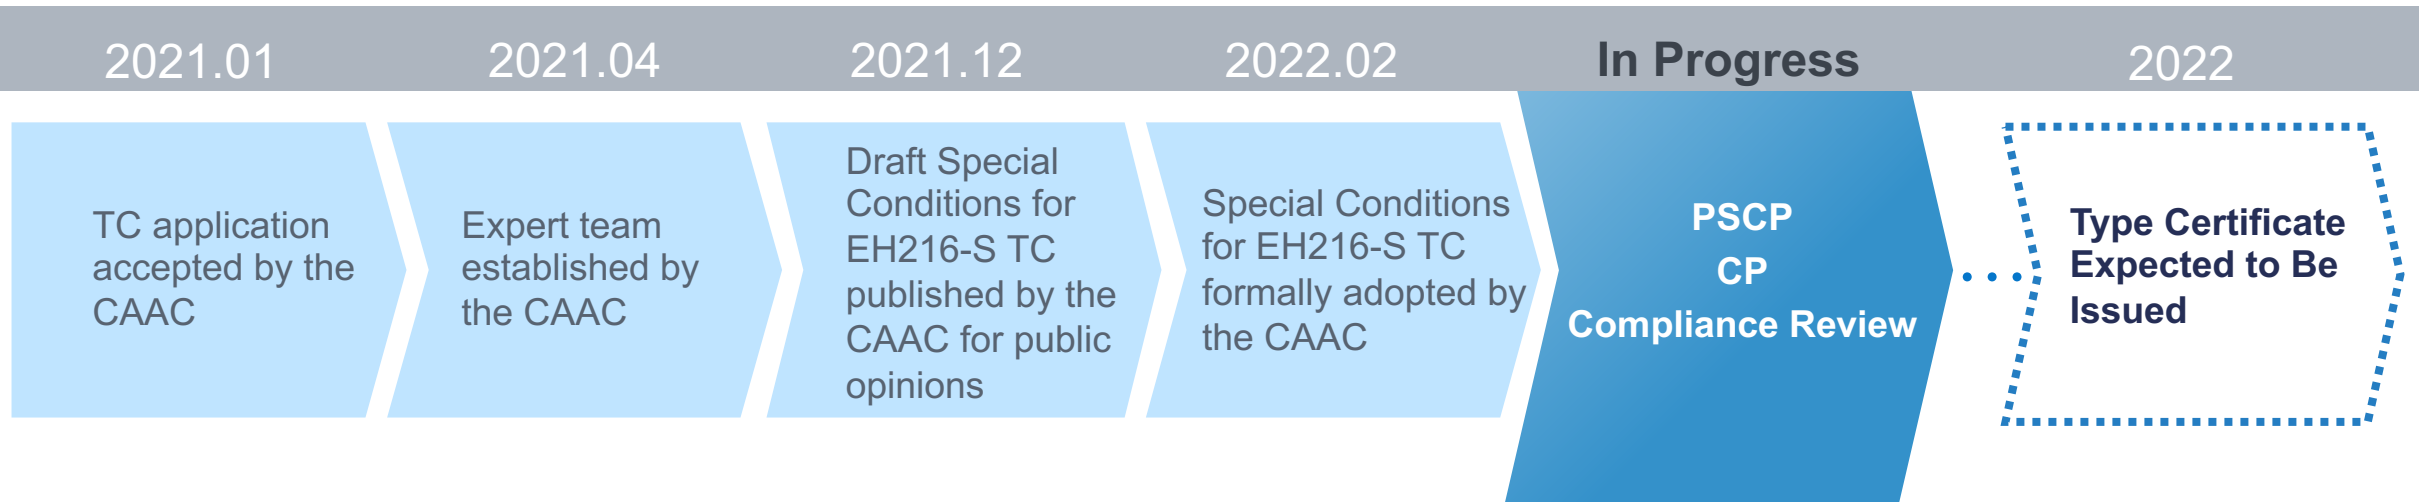 2021.01
2021.04
2021.12
2022.02
In Progress
2022
TC application
accepted by the
CAAC
Expert team
established by
the CAAC
Draft Special
Conditions for
EH216-S TC
published by the
CAAC for public
opinions
Special Conditions
for EH216-S TC
formally adopted by
the CAAC
PSCP
CP
Compliance Review
Type Certificate
Expected to Be
Issued